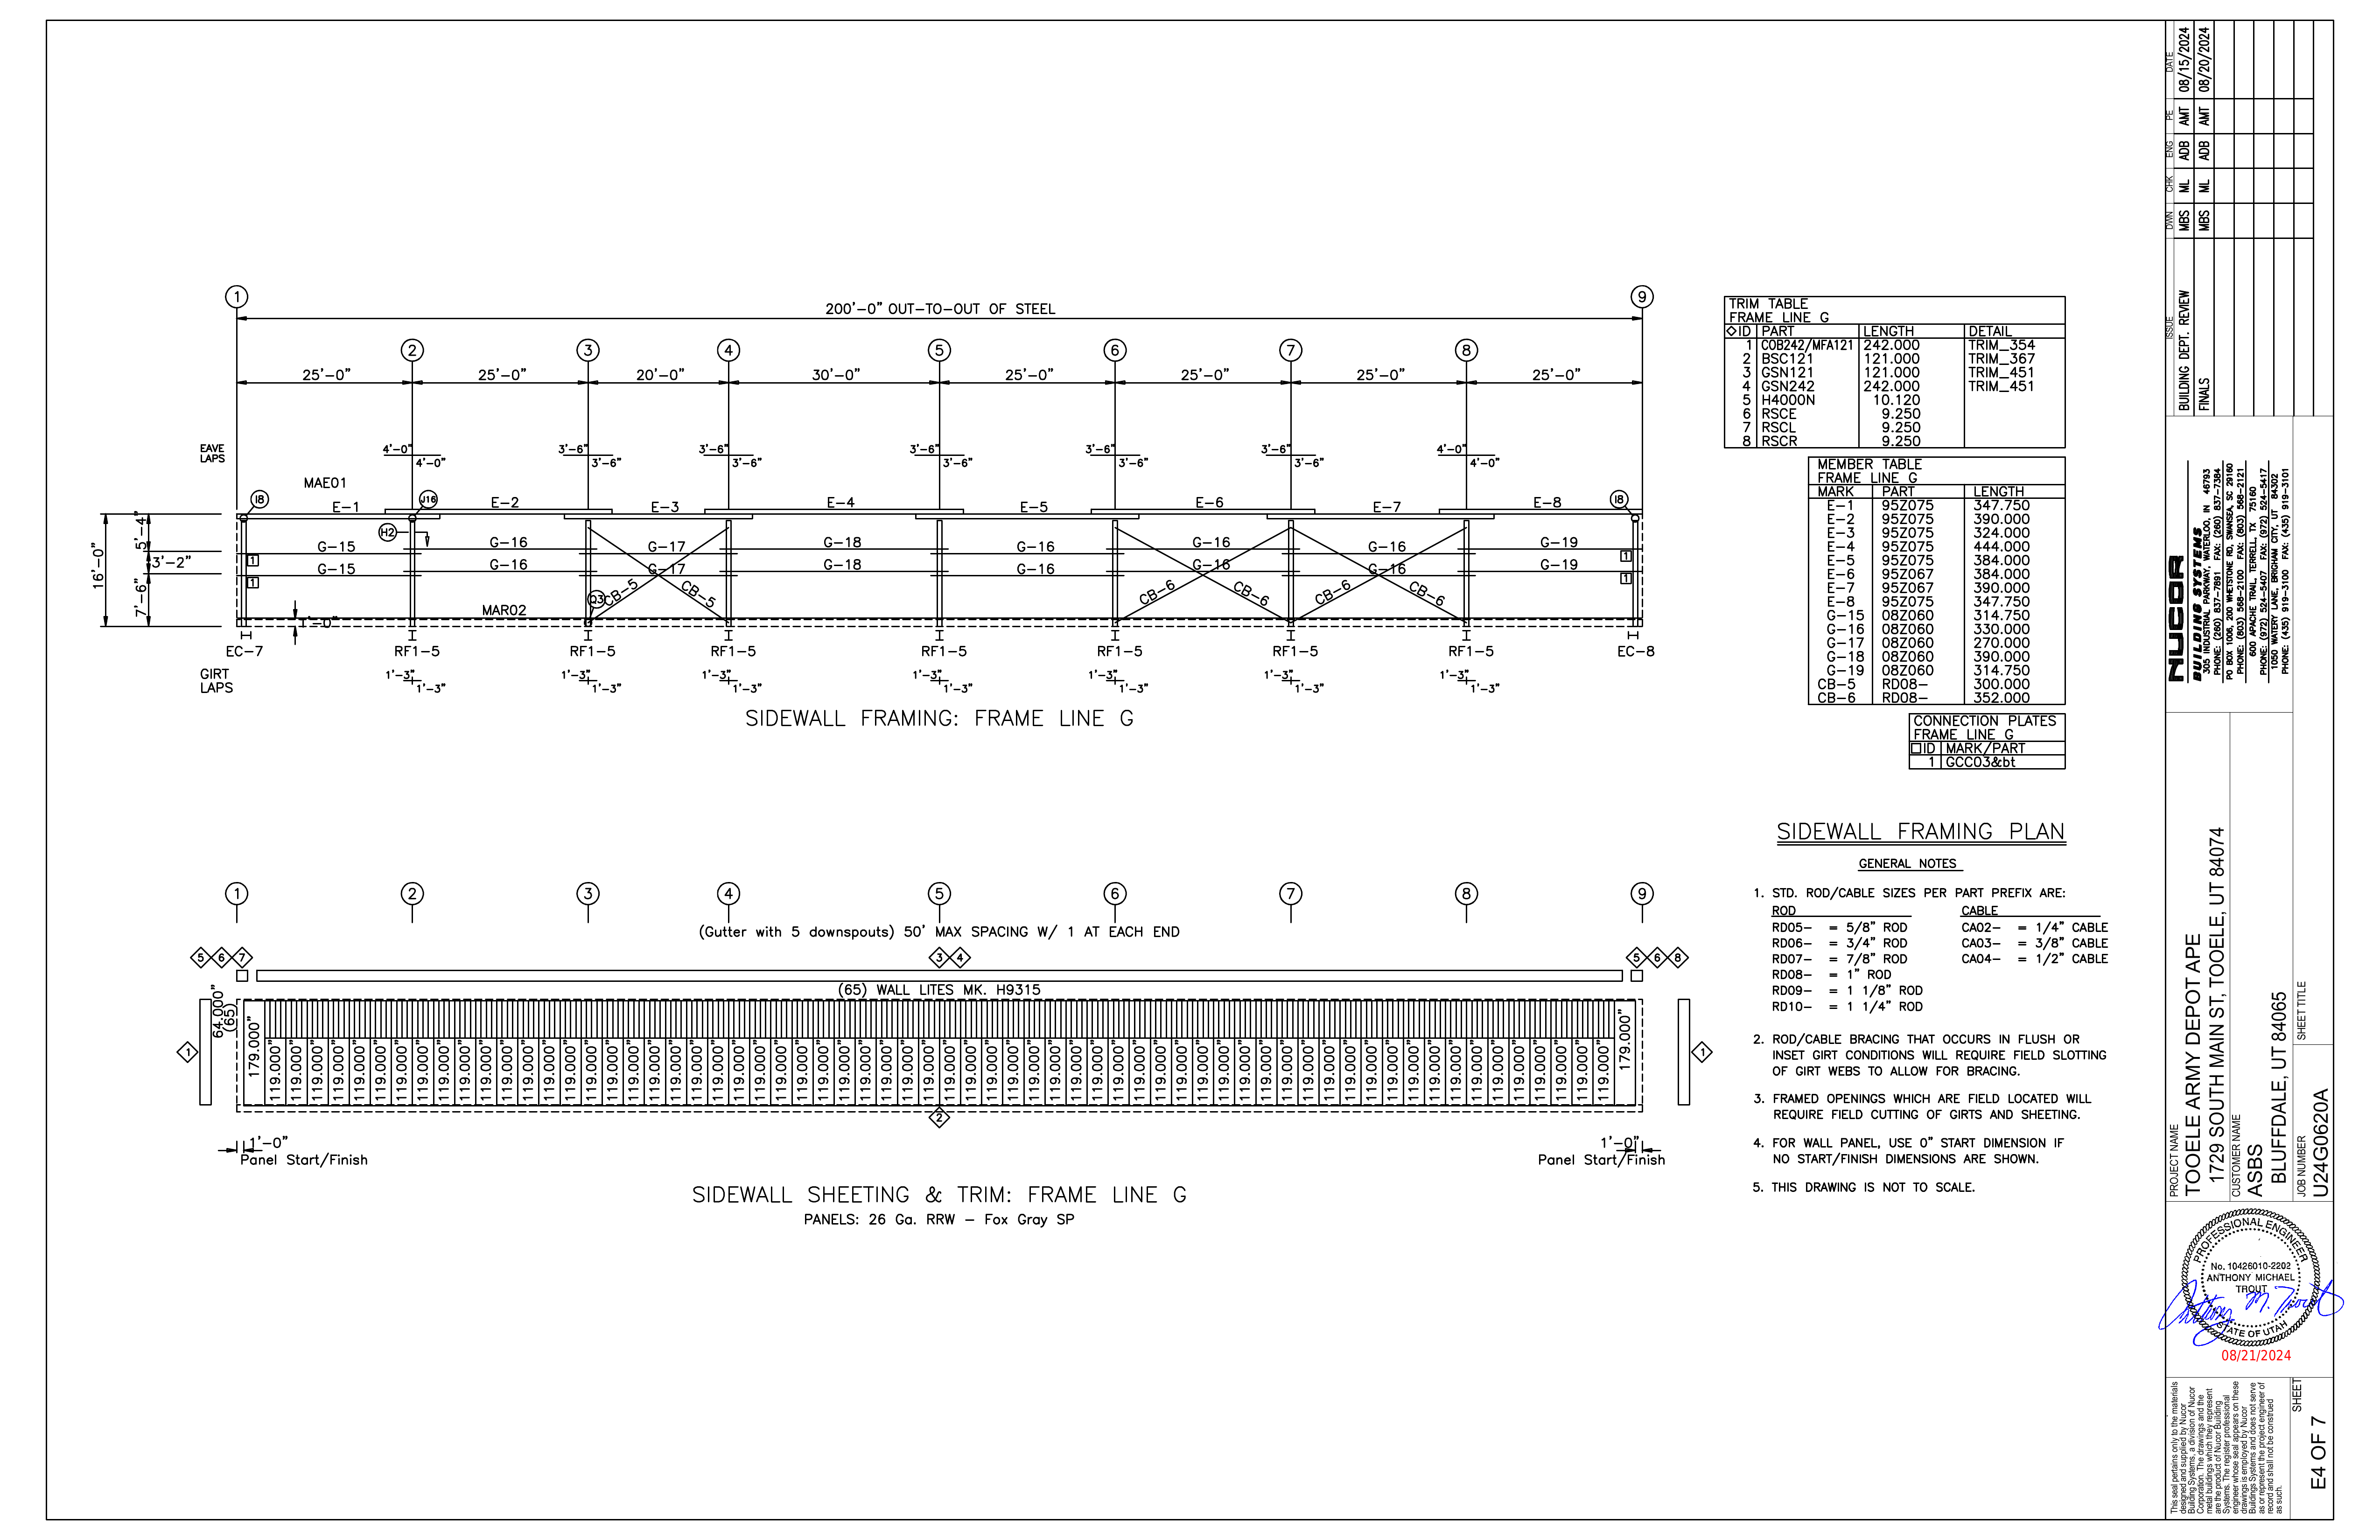 1
9
200'-0" OUT-TO-OUT OF STEEL
2 3 4 5 6 7 8
25'-0" 25'-0" 20'-0" 30'-0" 25'-0" 25'-0" 25'-0" 25'-0"
EAVE
LAPS
4'-0" 3'-6" 3'-6" 3'-6" 3'-6" 3'-6" 4'-0"
4'-0" 3'-6" 3'-6" 3'-6" 3'-6" 3'-6" 4'-0"
MAE01
I8 J16 I8
E-1 E-2 E-3 E-4 E-5 E-6 E-7 E-8
H2
16'-0"
5'-4"
3'-2"
7'-6"
G-15 G-16 G-17 G-18 G-16 G-16 G-16 G-19
1 1
G-15 G-16 G-17 G-18 G-16 G-16 G-16 G-19
1 1
Q3 CB-5 CB-5 CB-6 CB-6 CB-6 CB-6
MAR02
1'-0"
EC-7 RF1-5 RF1-5 RF1-5 RF1-5 RF1-5 RF1-5 RF1-5 EC-8
GIRT
LAPS
1'-3" 1'-3" 1'-3" 1'-3" 1'-3" 1'-3" 1'-3"
1'-3" 1'-3" 1'-3" 1'-3" 1'-3" 1'-3" 1'-3"
SIDEWALL FRAMING: FRAME LINE G
TRIM TABLE
FRAME LINE G
◇ID PART LENGTH DETAIL
1 COB242/MFA121 242.000 TRIM_354
2 BSC121 121.000 TRIM_367
3 GSN121 121.000 TRIM_451
4 GSN242 242.000 TRIM_451
5 H4000N 10.120
6 RSCE 9.250
7 RSCL 9.250
8 RSCR 9.250
MEMBER TABLE
FRAME LINE G
MARK PART LENGTH
E-1 95Z075 347.750
E-2 95Z075 390.000
E-3 95Z075 324.000
E-4 95Z075 444.000
E-5 95Z075 384.000
E-6 95Z067 384.000
E-7 95Z067 390.000
E-8 95Z075 347.750
G-15 08Z060 314.750
G-16 08Z060 330.000
G-17 08Z060 270.000
G-18 08Z060 390.000
G-19 08Z060 314.750
CB-5 RD08- 300.000
CB-6 RD08- 352.000
CONNECTION PLATES
FRAME LINE G
□ID MARK/PART
1 GCC03&bt
1 2 3 4 5 6 7 8 9
(Gutter with 5 downspouts) 50' MAX SPACING W/ 1 AT EACH END
5 6 7 3 4 5 6 8
(65) WALL LITES MK. H9315
64.000"
(65)
1 1
179.000" 119.000" 119.000" 119.000" 119.000" 119.000" 119.000" 119.000" 119.000" 119.000" 119.000" 119.000" 119.000" 119.000" 119.000" 119.000" 119.000" 119.000" 119.000" 119.000" 119.000" 119.000" 119.000" 119.000" 119.000" 119.000" 119.000" 119.000" 119.000" 119.000" 119.000" 119.000" 119.000" 119.000" 119.000" 119.000" 119.000" 119.000" 119.000" 119.000" 119.000" 119.000" 119.000" 119.000" 119.000" 119.000" 119.000" 119.000" 119.000" 119.000" 119.000" 119.000" 119.000" 119.000" 119.000" 119.000" 119.000" 119.000" 119.000" 119.000" 119.000" 119.000" 119.000" 119.000" 119.000" 179.000"
2
1'-0" 1'-0"
Panel Start/Finish Panel Start/Finish
SIDEWALL SHEETING & TRIM: FRAME LINE G
PANELS: 26 Ga. RRW - Fox Gray SP
SIDEWALL FRAMING PLAN
GENERAL NOTES
1. STD. ROD/CABLE SIZES PER PART PREFIX ARE:
ROD CABLE
RD05- = 5/8" ROD CA02- = 1/4" CABLE
RD06- = 3/4" ROD CA03- = 3/8" CABLE
RD07- = 7/8" ROD CA04- = 1/2" CABLE
RD08- = 1" ROD
RD09- = 1 1/8" ROD
RD10- = 1 1/4" ROD
2. ROD/CABLE BRACING THAT OCCURS IN FLUSH OR
INSET GIRT CONDITIONS WILL REQUIRE FIELD SLOTTING
OF GIRT WEBS TO ALLOW FOR BRACING.
3. FRAMED OPENINGS WHICH ARE FIELD LOCATED WILL
REQUIRE FIELD CUTTING OF GIRTS AND SHEETING.
4. FOR WALL PANEL, USE 0" START DIMENSION IF
NO START/FINISH DIMENSIONS ARE SHOWN.
5. THIS DRAWING IS NOT TO SCALE.
ISSUE DWN CHK ENG PE DATE
BUILDING DEPT. REVIEW MBS ML ADB AMT 08/15/2024
FINALS MBS ML ADB AMT 08/20/2024
NUCOR
BUILDING SYSTEMS
305 INDUSTRIAL PARKWAY, WATERLOO, IN 46793
PHONE: (260) 837-7891 FAX: (260) 837-7384
PO BOX 1006, 200 WHETSTONE RD, SWANSEA, SC 29160
PHONE: (803) 568-2100 FAX: (803) 568-2121
600 APACHE TRAIL, TERRELL, TX 75160
PHONE: (972) 524-5407 FAX: (972) 524-5417
1050 WATERY LANE, BRIGHAM CITY, UT 84302
PHONE: (435) 919-3100 FAX: (435) 919-3101
PROJECT NAME
TOOELE ARMY DEPOT APE
1729 SOUTH MAIN ST, TOOELE, UT 84074
CUSTOMER NAME
ASBS
BLUFFDALE, UT 84065
JOB NUMBER
U24G0620A
SHEET TITLE
PROFESSIONAL ENGINEER
No. 10426010-2202
ANTHONY MICHAEL
TROUT
STATE OF UTAH
Anthony M. Trout
08/21/2024
This seal pertains only to the materials
designed and supplied by Nucor
Building Systems, a division of Nucor
Corporation. The drawings and the
metal buildings which they represent
are the product of Nucor Building
Systems. The register professional
engineer whose seal appears on these
drawings is employed by Nucor
Buildings Systems and does not serve
as or represent the project engineer of
record and shall not be construed
as such.
SHEET
E4 OF 7